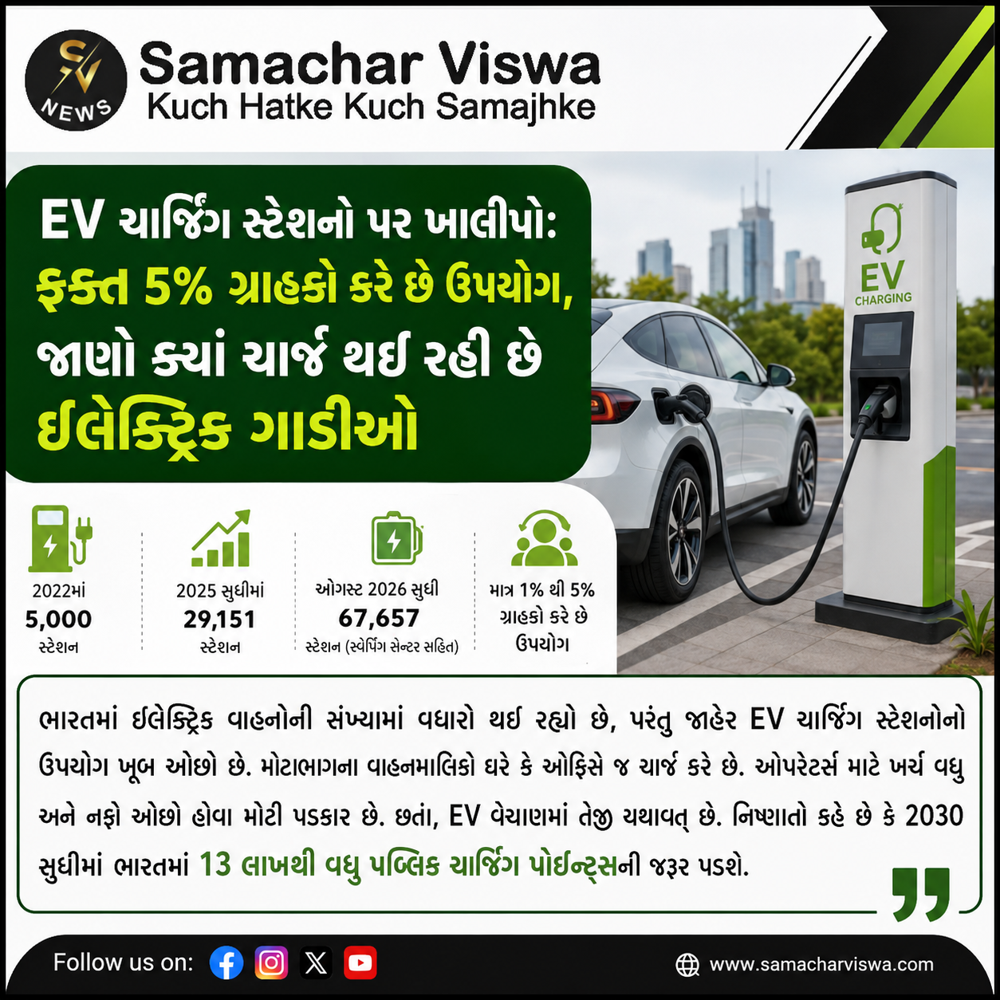 SV
NEWS
Samachar Viswa
Kuch Hatke Kuch Samajhke
EV ચાર્જિંગ સ્ટેશનો પર ખાલીપો:
ફક્ત 5% ગ્રાહકો કરે છે ઉપયોગ,
જાણો ક્યાં ચાર્જ થઈ રહી છે
ઈલેક્ટ્રિક ગાડીઓ
EV
CHARGING
2022માં
5,000
સ્ટેશન
2025 સુધીમાં
29,151
સ્ટેશન
ઓગસ્ટ 2026 સુધી
67,657
સ્ટેશન (સ્વેપિંગ સેન્ટર સહિત)
માત્ર 1% થી 5%
ગ્રાહકો કરે છે
ઉપયોગ
ભારતમાં ઈલેક્ટ્રિક વાહનોની સંખ્યામાં વધારો થઈ રહ્યો છે, પરંતુ જાહેર EV ચાર્જિંગ સ્ટેશનોનો
ઉપયોગ ખૂબ ઓછો છે. મોટાભાગના વાહનમાલિકો ઘરે કે ઓફિસે જ ચાર્જ કરે છે. ઓપરેટર્સ માટે ખર્ચ વધુ
અને નફો ઓછો હોવા મોટી પડકાર છે. છતાં, EV વેચાણમાં તેજી યથાવત્ છે. નિષ્ણાતો કહે છે કે 2030
સુધીમાં ભારતમાં 13 લાખથી વધુ પબ્લિક ચાર્જિંગ પોઈન્ટ્સની જરૂર પડશે.
Follow us on:
www.samacharviswa.com